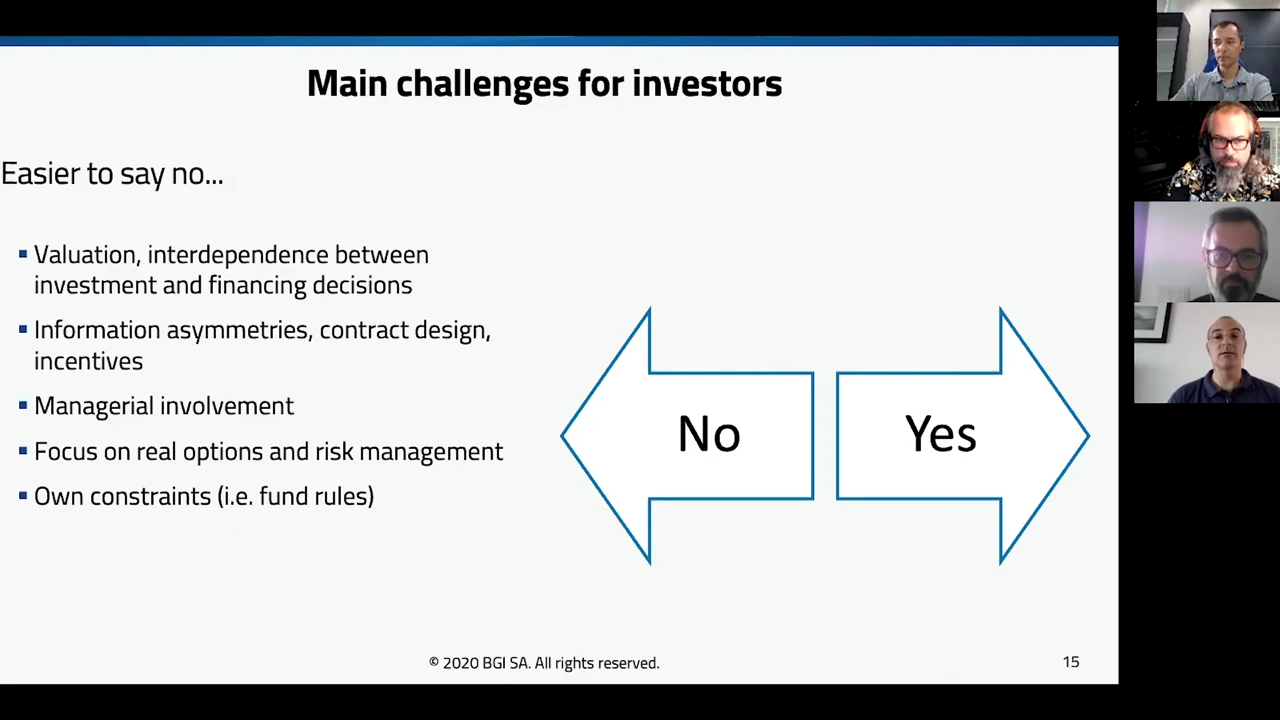 Main challenges for investors
Easier to say no...
▪ Valuation, interdependence between
investment and financing decisions
▪ Information asymmetries, contract design,
incentives
▪ Managerial involvement
▪ Focus on real options and risk management
▪ Own constraints (i.e. fund rules)
No
Yes
© 2020 BGI SA. All rights reserved.
15